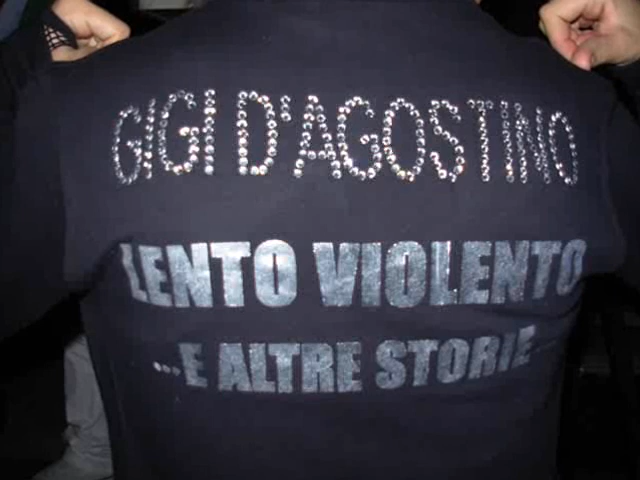 GIGI D'AGOSTINO
LENTO VIOLENTO
...E ALTRE STORIE